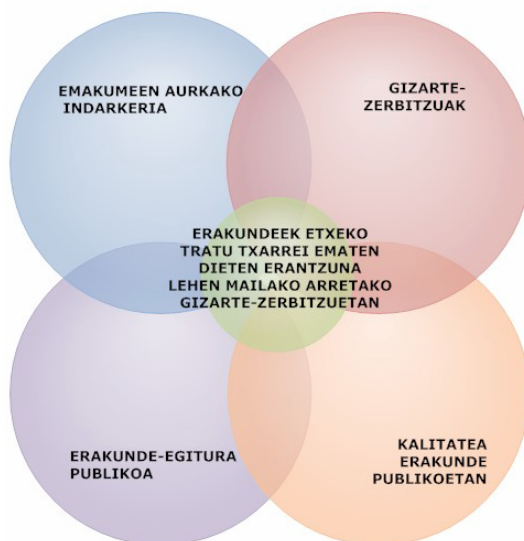 EMAKUMEEN AURKAKO
INDARKERIA
GIZARTE-
ZERBITZUAK
ERAKUNDEEK ETXEKO
TRATU TXARREI EMATEN
DIETEN ERANTZUNA
LEHEN MAILAKO ARRETAKO
GIZARTE-ZERBITZUETAN
ERAKUNDE-EGITURA
PUBLIKOA
KALITATEA
ERAKUNDE
PUBLIKOETAN